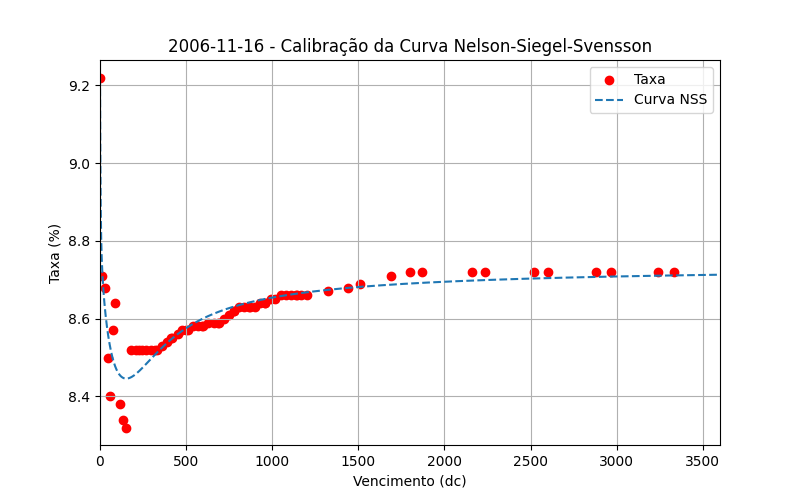 2006-11-16 - Calibração da Curva Nelson-Siegel-Svensson
Taxa
Curva NSS
Taxa (%)
9.2
9.0
8.8
8.6
8.4
0 500 1000 1500 2000 2500 3000 3500
Vencimento (dc)